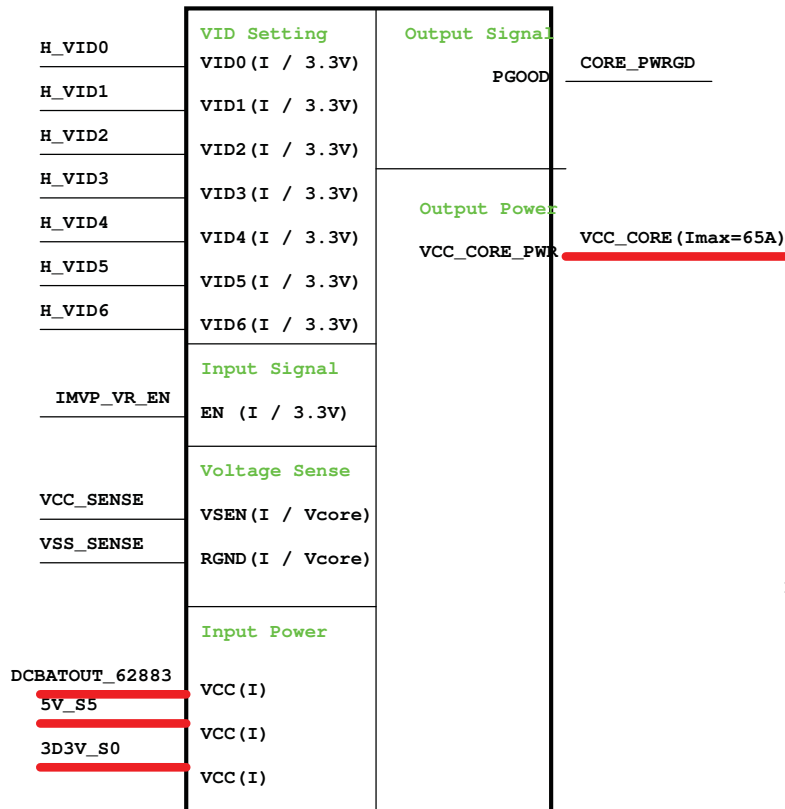 VID Setting
Output Signal
H_VID0
VID0(I / 3.3V)
PGOOD
CORE_PWRGD
H_VID1
VID1(I / 3.3V)
H_VID2
VID2(I / 3.3V)
H_VID3
VID3(I / 3.3V)
Output Power
H_VID4
VID4(I / 3.3V)
VCC_CORE_PWR
VCC_CORE(Imax=65A)
H_VID5
VID5(I / 3.3V)
H_VID6
VID6(I / 3.3V)
Input Signal
IMVP_VR_EN
EN (I / 3.3V)
Voltage Sense
VCC_SENSE
VSEN(I / Vcore)
VSS_SENSE
RGND(I / Vcore)
Input Power
DCBATOUT_62883
VCC(I)
5V_S5
VCC(I)
3D3V_S0
VCC(I)